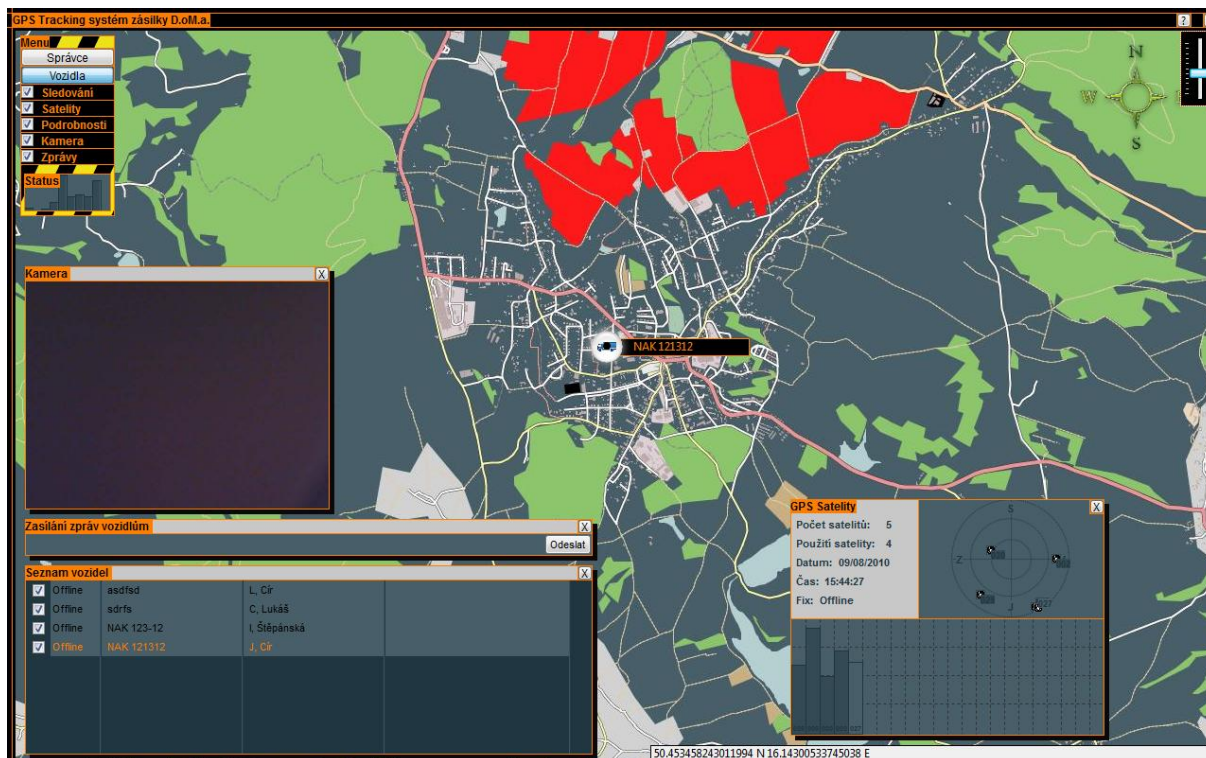 GPS Tracking systém zásilky D.oM.a.
?
Menu
Správce
Vozidla
Sledování
Satelity
Podrobnosti
Kamera
Zprávy
Status
N
W
S
Kamera
X
NAK 121312
Zasílání zpráv vozidlům
X
Odeslat
Seznam vozidel
X
Offline asdfsd L, Cír
Offline sdrfs C, Lukáš
Offline NAK 123-12 I, Štěpánská
Offline NAK 121312 J, Cír
GPS Satelity
X
Počet satelitů: 5
Použití satelity: 4
Datum: 09/08/2010
Čas: 15:44:27
Fix: Offline
S
Z
J
50.453458243011994 N 16.14300533745038 E